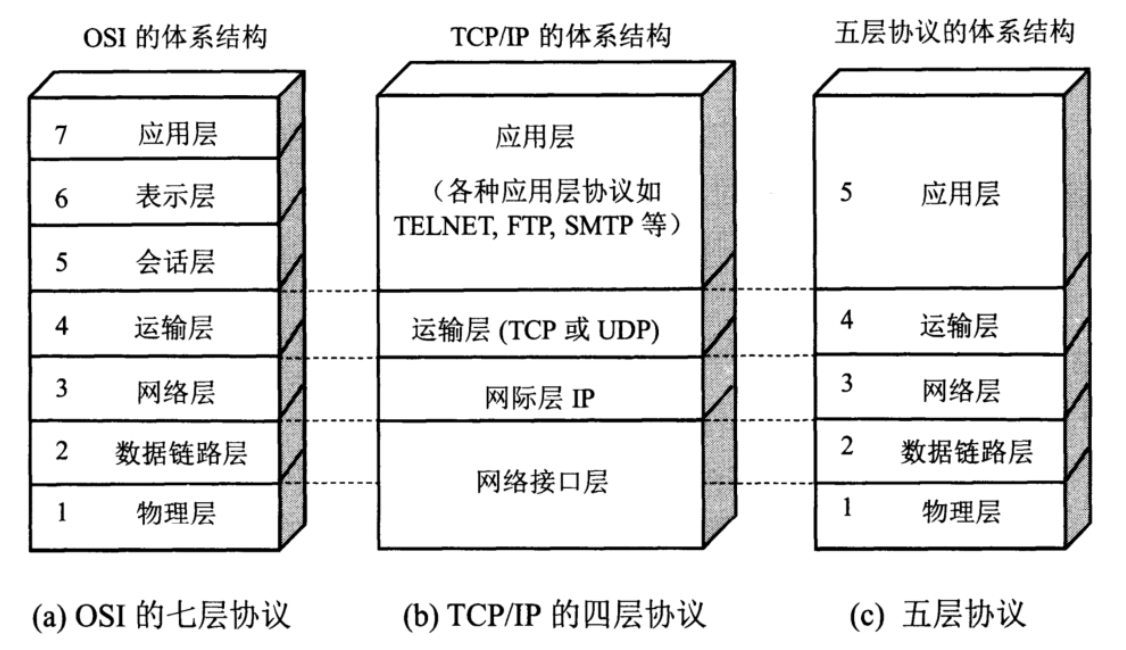 OSI 的体系结构
7 应用层
6 表示层
5 会话层
4 运输层
3 网络层
2 数据链路层
1 物理层
(a) OSI 的七层协议
TCP/IP 的体系结构
应用层
（各种应用层协议如
TELNET, FTP, SMTP 等）
运输层 (TCP 或 UDP)
网际层 IP
网络接口层
(b) TCP/IP 的四层协议
五层协议的体系结构
5 应用层
4 运输层
3 网络层
2 数据链路层
1 物理层
(c) 五层协议